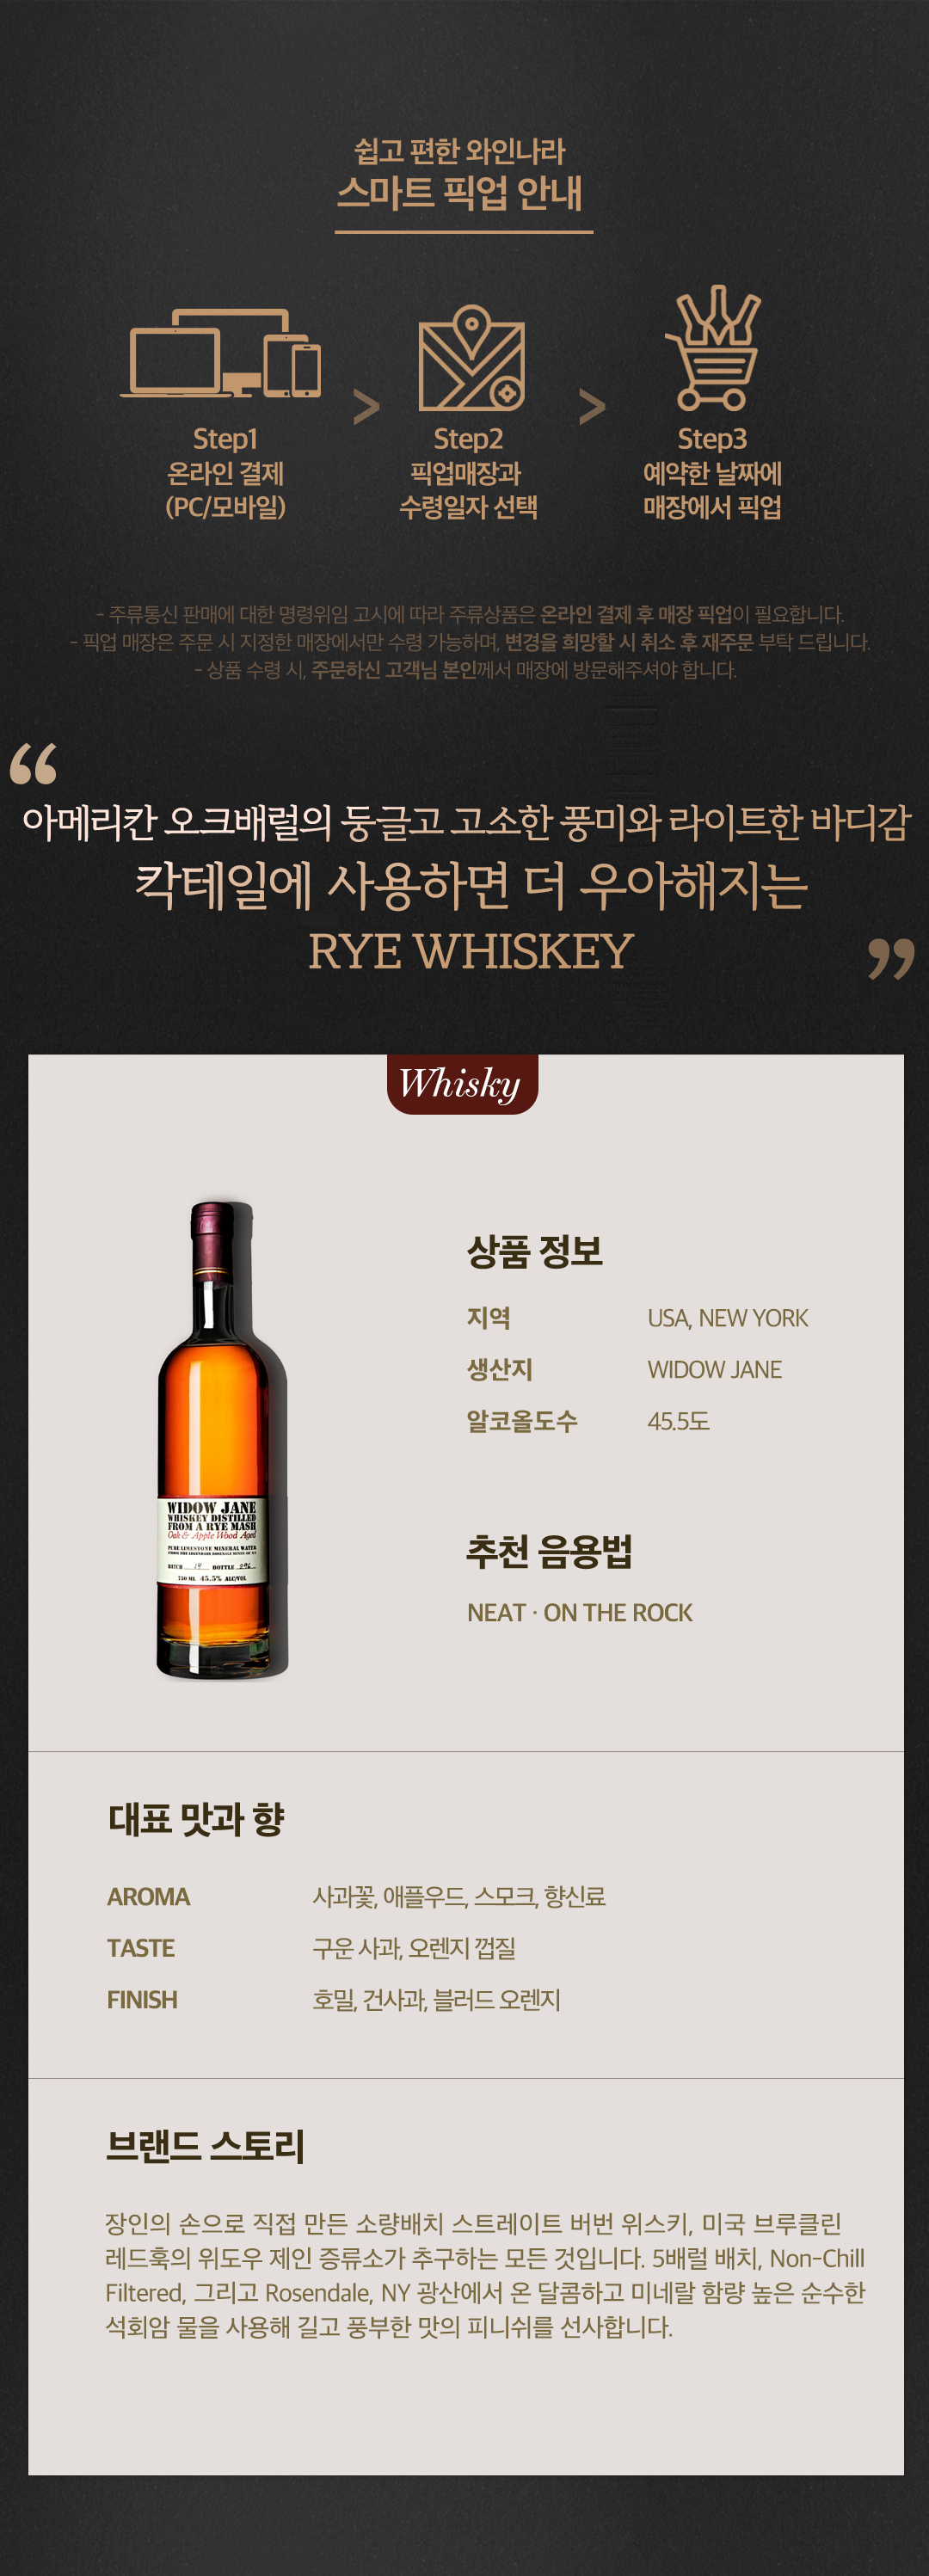 쉽고 편한 와인나라
스마트 픽업 안내
Step1
온라인 결제
(PC/모바일)
>
Step2
픽업매장과
수령일자 선택
>
Step3
예약한 날짜에
매장에서 픽업
- 주류통신 판매에 대한 명령위임 고시에 따라 주류상품은 온라인 결제 후 매장 픽업이 필요합니다.
- 픽업 매장은 주문 시 지정한 매장에서만 수령 가능하며, 변경을 희망할 시 취소 후 재주문 부탁 드립니다.
- 상품 수령 시, 주문하신 고객님 본인께서 매장에 방문해주셔야 합니다.
“
아메리칸 오크배럴의 둥글고 고소한 풍미와 라이트한 바디감
칵테일에 사용하면 더 우아해지는
RYE WHISKEY
”
Whisky
WIDOW JANE
WHISKEY DISTILLED
FROM A RYE MASH
Oak & Apple Wood Aged
PURE LIMESTONE MINERAL WATER
FROM THE LEGENDARY ROSENDALE MINES OF NY
BATCH 14 BOTTLE 296
750 ML 45.5% ALC/VOL
상품 정보
지역 USA, NEW YORK
생산지 WIDOW JANE
알코올도수 45.5도
추천 음용법
NEAT · ON THE ROCK
대표 맛과 향
AROMA 사과꽃, 애플우드, 스모크, 향신료
TASTE 구운 사과, 오렌지 껍질
FINISH 호밀, 건사과, 블러드 오렌지
브랜드 스토리
장인의 손으로 직접 만든 소량배치 스트레이트 버번 위스키, 미국 브루클린
레드훅의 위도우 제인 증류소가 추구하는 모든 것입니다. 5배럴 배치, Non-Chill
Filtered, 그리고 Rosendale, NY 광산에서 온 달콤하고 미네랄 함량 높은 순수한
석회암 물을 사용해 길고 풍부한 맛의 피니쉬를 선사합니다.